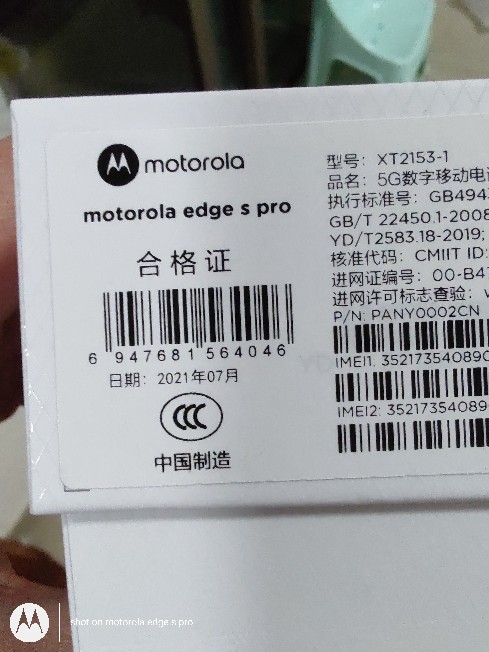 motorola
motorola edge s pro
合格证
6 947681 564046
日期：2021年07月
CCC
中国制造
型号：XT2153-1
品名：5G数字移动电
执行标准号：GB494
GB/T 22450.1-2008
YD/T2583.18-2019;
核准代码：CMIIT ID:
进网证编号：00-B4
进网许可标志查验：
P/N: PANY0002CN
IMEI1: 352173540890
IMEI2: 35217354089
shot on motorola edge s pro